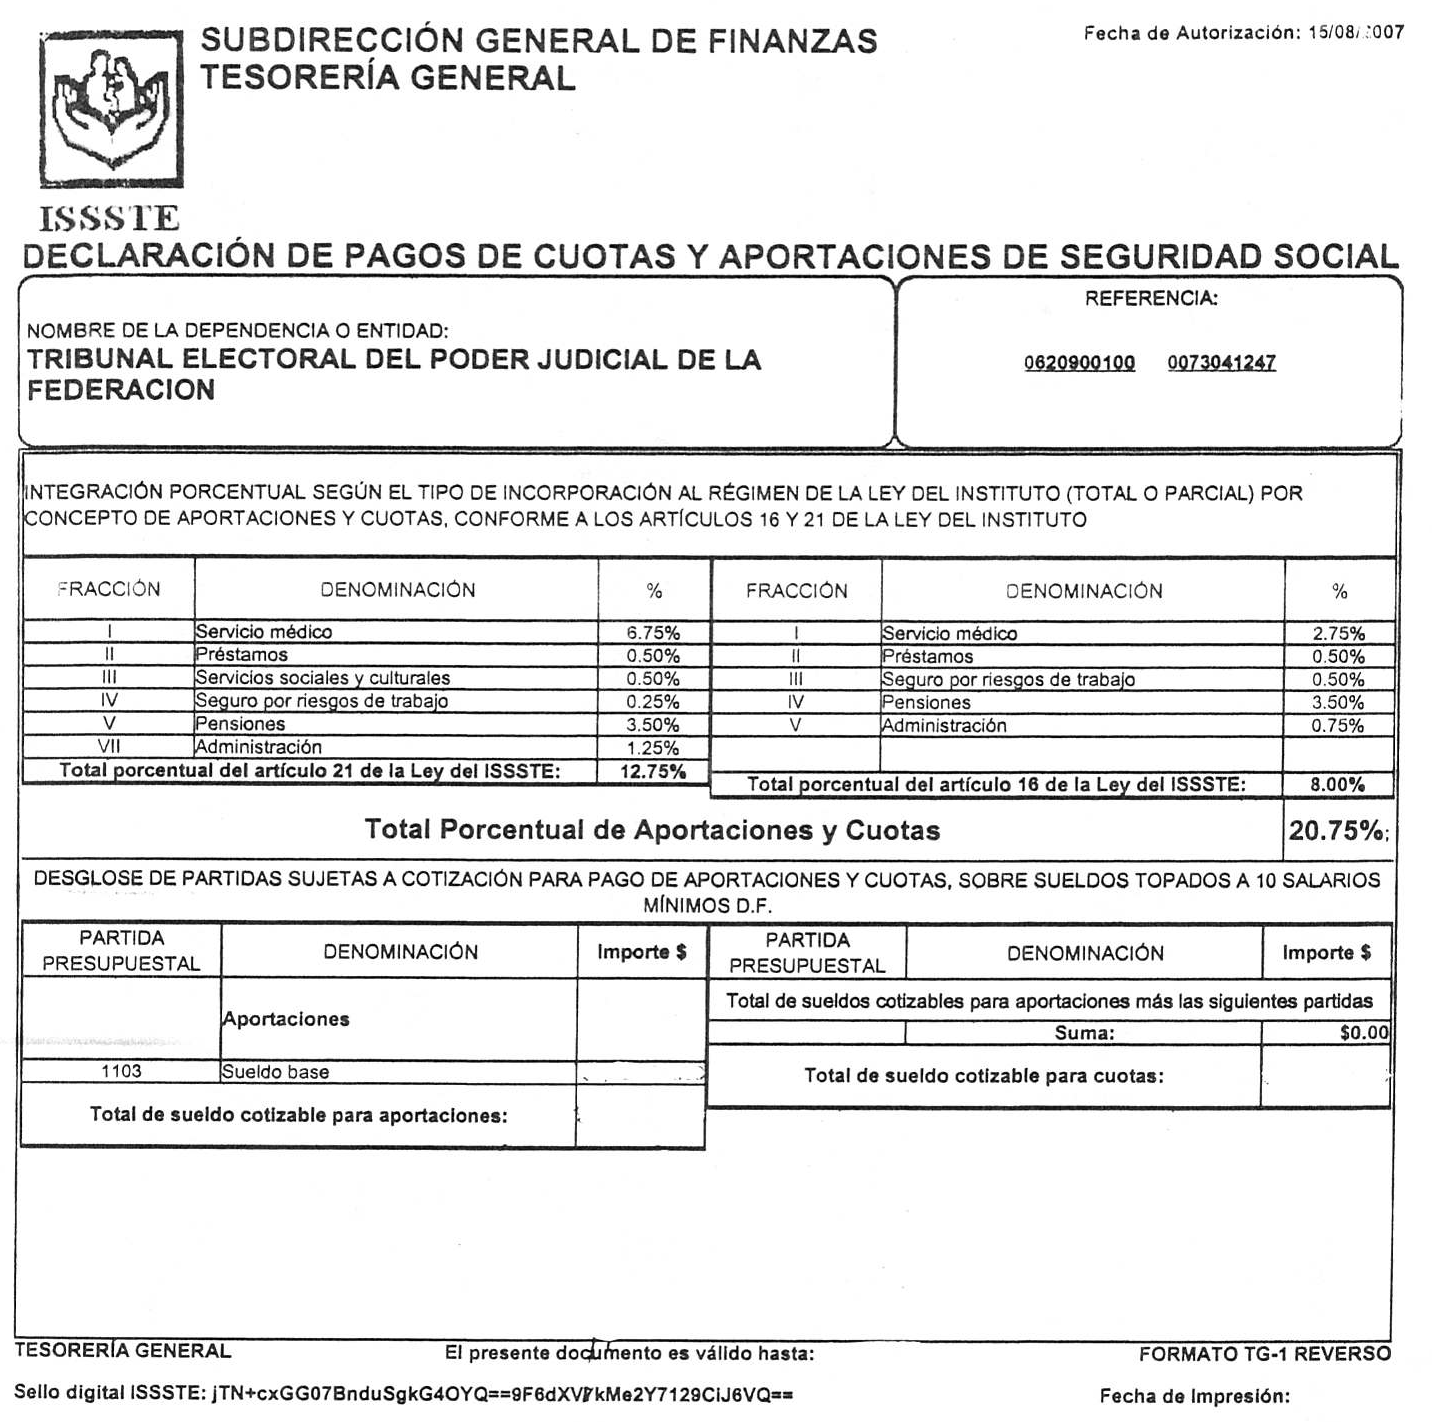 SUBDIRECCIÓN GENERAL DE FINANZAS
TESORERÍA GENERAL
Fecha de Autorización: 15/08/2007
ISSSTE
DECLARACIÓN DE PAGOS DE CUOTAS Y APORTACIONES DE SEGURIDAD SOCIAL
NOMBRE DE LA DEPENDENCIA O ENTIDAD:
TRIBUNAL ELECTORAL DEL PODER JUDICIAL DE LA
FEDERACION
REFERENCIA:
0620900100 0073041247
INTEGRACIÓN PORCENTUAL SEGÚN EL TIPO DE INCORPORACIÓN AL RÉGIMEN DE LA LEY DEL INSTITUTO (TOTAL O PARCIAL) POR
CONCEPTO DE APORTACIONES Y CUOTAS, CONFORME A LOS ARTÍCULOS 16 Y 21 DE LA LEY DEL INSTITUTO
FRACCIÓN DENOMINACIÓN %
I Servicio médico 6.75%
II Préstamos 0.50%
III Servicios sociales y culturales 0.50%
IV Seguro por riesgos de trabajo 0.25%
V Pensiones 3.50%
VII Administración 1.25%
Total porcentual del artículo 21 de la Ley del ISSSTE: 12.75%
FRACCIÓN DENOMINACIÓN %
I Servicio médico 2.75%
II Préstamos 0.50%
III Seguro por riesgos de trabajo 0.50%
IV Pensiones 3.50%
V Administración 0.75%
Total porcentual del artículo 16 de la Ley del ISSSTE: 8.00%
Total Porcentual de Aportaciones y Cuotas 20.75%
DESGLOSE DE PARTIDAS SUJETAS A COTIZACIÓN PARA PAGO DE APORTACIONES Y CUOTAS, SOBRE SUELDOS TOPADOS A 10 SALARIOS
MÍNIMOS D.F.
PARTIDA
PRESUPUESTAL DENOMINACIÓN Importe $
Aportaciones
1103 Sueldo base
Total de sueldo cotizable para aportaciones:
PARTIDA
PRESUPUESTAL DENOMINACIÓN Importe $
Total de sueldos cotizables para aportaciones más las siguientes partidas
Suma: $0.00
Total de sueldo cotizable para cuotas:
TESORERÍA GENERAL El presente documento es válido hasta: FORMATO TG-1 REVERSO
Sello digital ISSSTE: Fecha de Impresión: